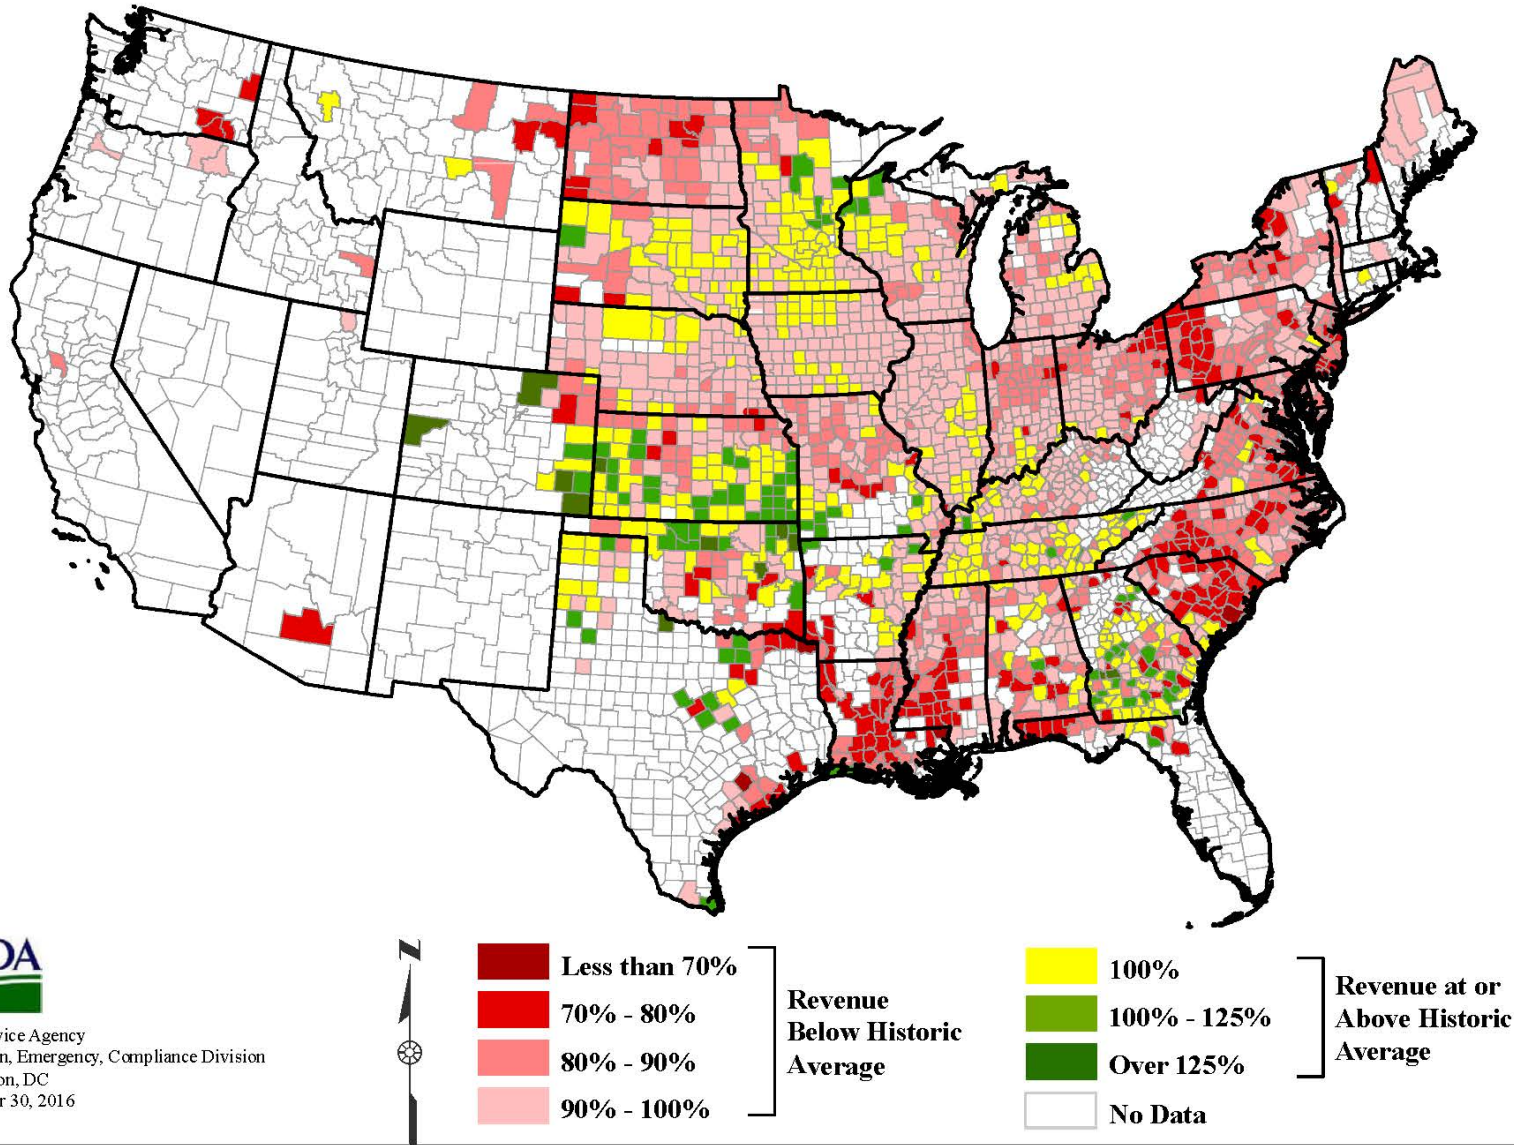 DA
vice Agency
n, Emergency, Compliance Division
on, DC
r 30, 2016
N
Less than 70%
70% - 80%
80% - 90%
90% - 100%
Revenue
Below Historic
Average
100%
100% - 125%
Over 125%
No Data
Revenue at or
Above Historic
Average